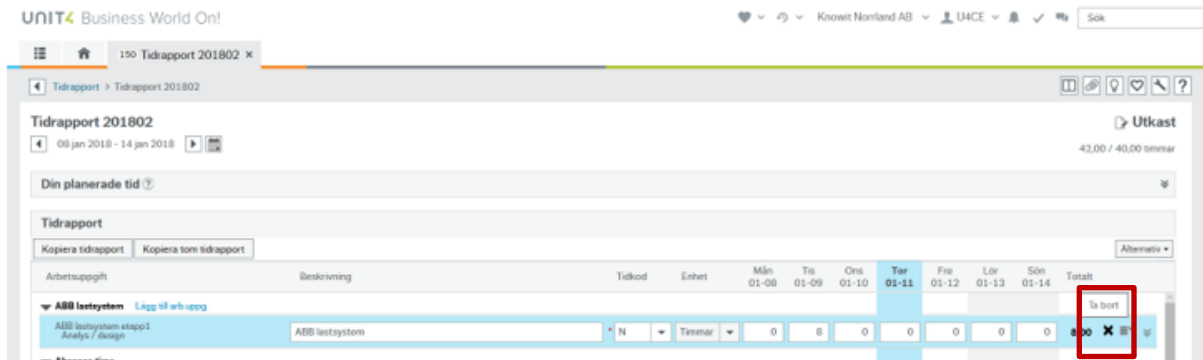 UNIT4 Business World On!
Knowit Norrland AB U4CE Sök
150 Tidrapport 201802 ×
Tidrapport > Tidrapport 201802
Tidrapport 201802 Utkast
08 jan 2018 - 14 jan 2018 42,00 / 40,00 timmar
Din planerade tid ?
Tidrapport
Kopiera tidrapport Kopiera tom tidrapport Alternativ
Arbetsuppgift Beskrivning Tidkod Enhet Mån 01-08 Tis 01-09 Ons 01-10 Tor 01-11 Fre 01-12 Lör 01-13 Sön 01-14 Totalt
ABB lastsystem Lägg till arb.uppg Ta bort
ABB lastsystem etapp1 ABB lastsystem * N Timmar 0 8 0 0 0 0 0 8,00
Analys / design
Absence time